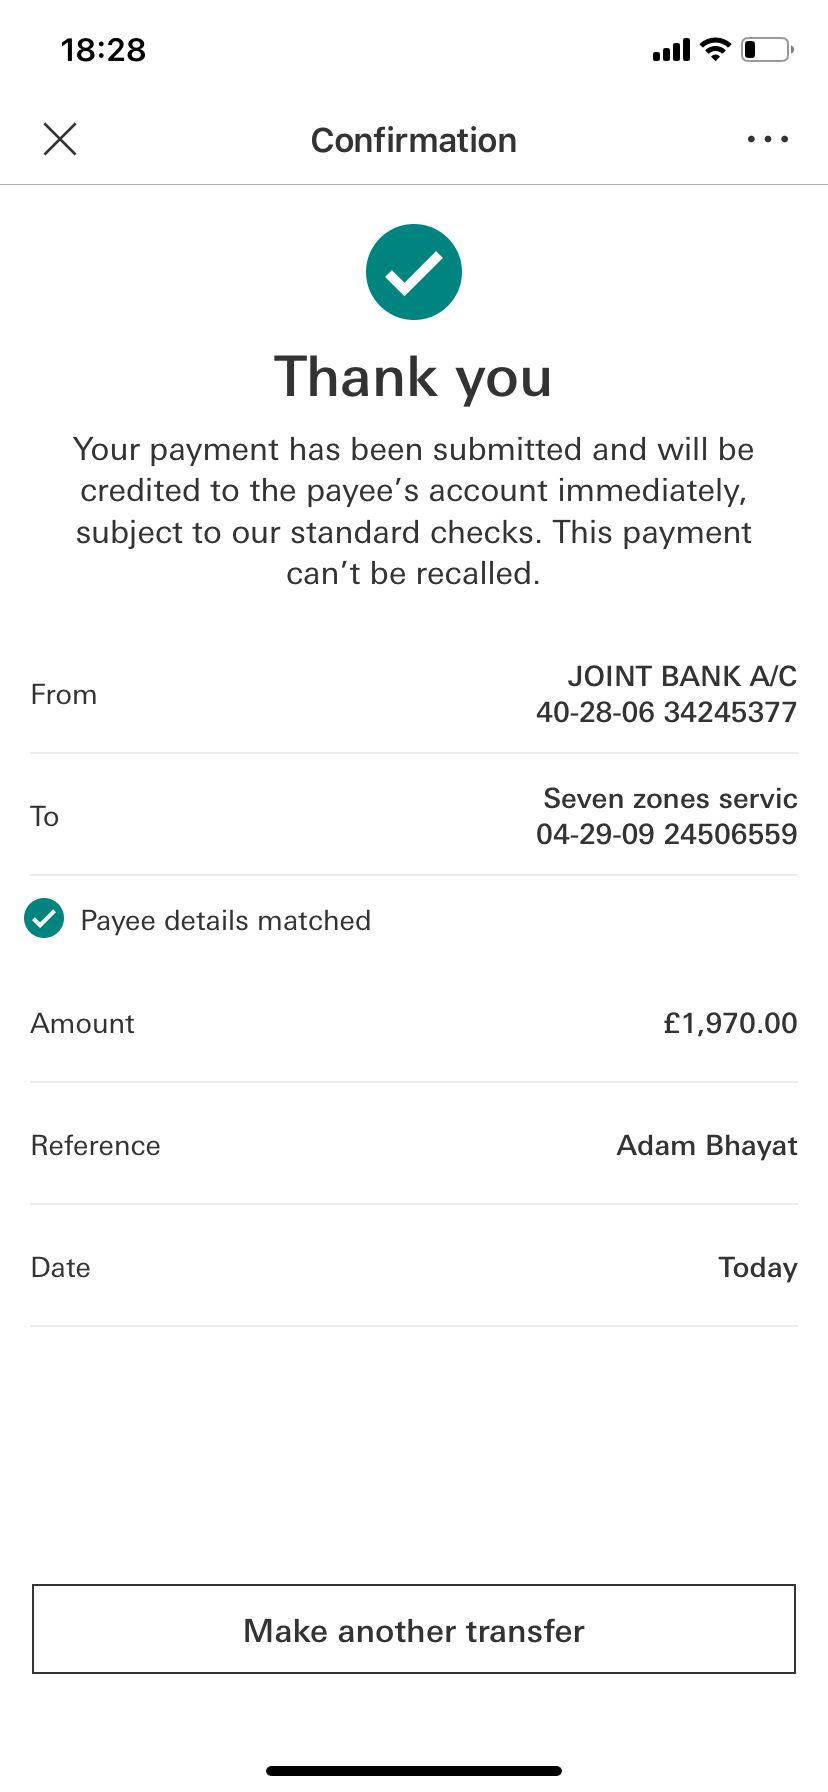 18:28
Confirmation
Thank you
Your payment has been submitted and will be
credited to the payee’s account immediately,
subject to our standard checks. This payment
can’t be recalled.
From
JOINT BANK A/C
40-28-06 34245377
To
Seven zones servic
04-29-09 24506559
Payee details matched
Amount
£1,970.00
Reference
Adam Bhayat
Date
Today
Make another transfer